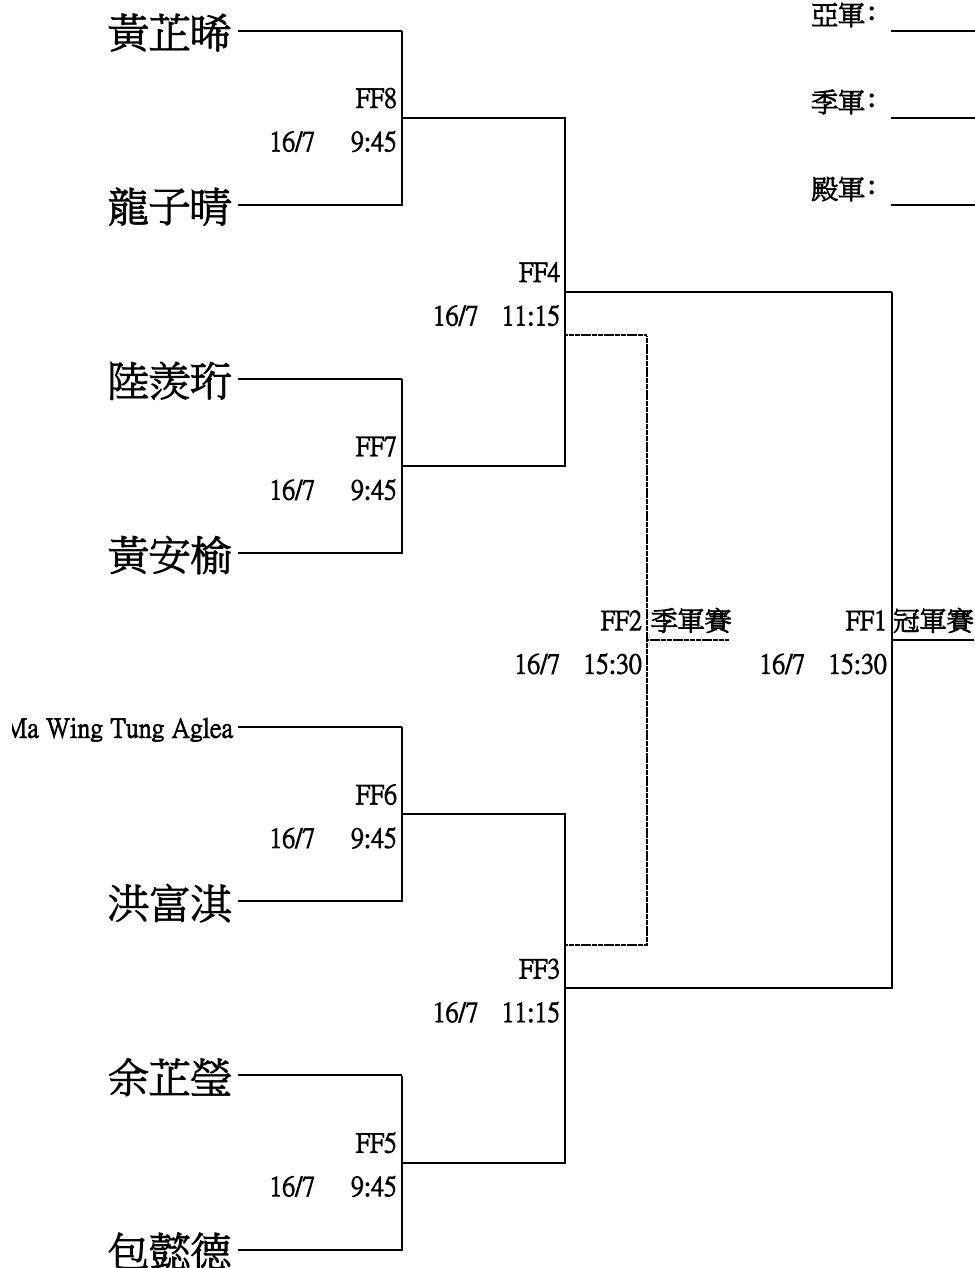 黃芷晞
亞軍：
季軍：
殿軍：
FF8
16/7 9:45
龍子晴
FF4
16/7 11:15
陸羨珩
FF7
16/7 9:45
黃安榆
FF2 季軍賽
16/7 15:30
FF1 冠軍賽
16/7 15:30
Ma Wing Tung Aglea
FF6
16/7 9:45
洪富淇
FF3
16/7 11:15
余芷瑩
FF5
16/7 9:45
包懿德